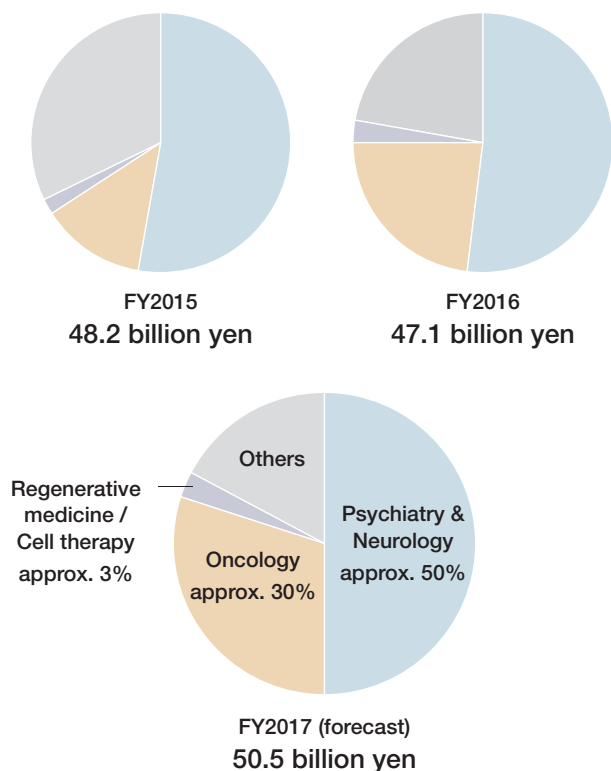 FY2015
48.2 billion yen
FY2016
47.1 billion yen
Others
Regenerative
medicine /
Cell therapy
approx. 3%
Oncology
approx. 30%
Psychiatry &
Neurology
approx. 50%
FY2017 (forecast)
50.5 billion yen